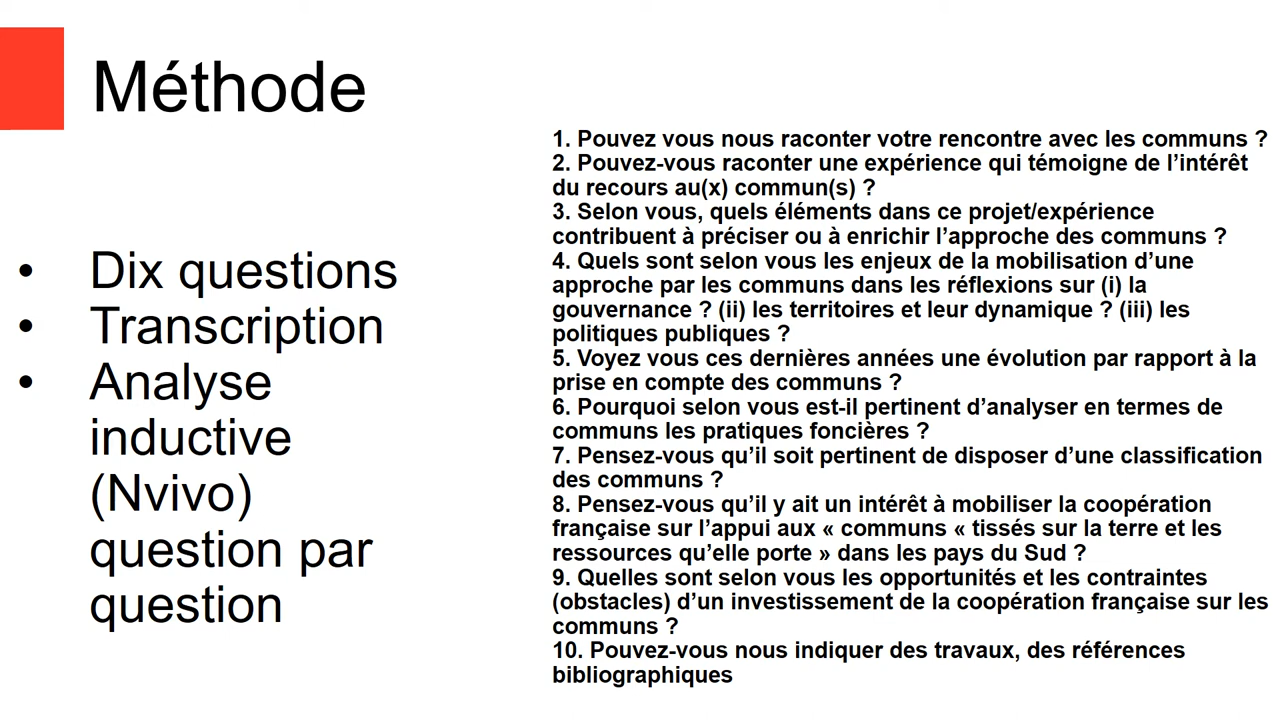 Méthode
• Dix questions
• Transcription
• Analyse
inductive
(Nvivo)
question par
question
1. Pouvez vous nous raconter votre rencontre avec les communs ?
2. Pouvez-vous raconter une expérience qui témoigne de l’intérêt
du recours au(x) commun(s) ?
3. Selon vous, quels éléments dans ce projet/expérience
contribuent à préciser ou à enrichir l’approche des communs ?
4. Quels sont selon vous les enjeux de la mobilisation d’une
approche par les communs dans les réflexions sur (i) la
gouvernance ? (ii) les territoires et leur dynamique ? (iii) les
politiques publiques ?
5. Voyez vous ces dernières années une évolution par rapport à la
prise en compte des communs ?
6. Pourquoi selon vous est-il pertinent d’analyser en termes de
communs les pratiques foncières ?
7. Pensez-vous qu’il soit pertinent de disposer d’une classification
des communs ?
8. Pensez-vous qu’il y ait un intérêt à mobiliser la coopération
française sur l’appui aux « communs « tissés sur la terre et les
ressources qu’elle porte » dans les pays du Sud ?
9. Quelles sont selon vous les opportunités et les contraintes
(obstacles) d’un investissement de la coopération française sur les
communs ?
10. Pouvez-vous nous indiquer des travaux, des références
bibliographiques